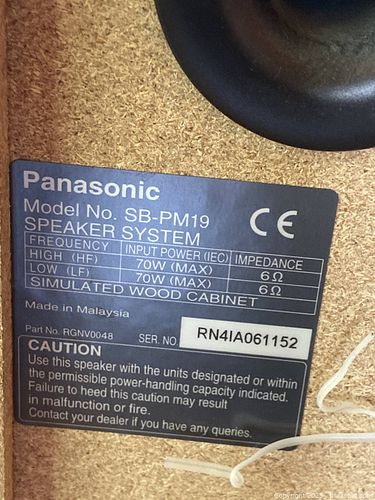 Panasonic
Model No. SB-PM19
SPEAKER SYSTEM
CE
FREQUENCY INPUT POWER (IEC) IMPEDANCE
HIGH (HF) 70W (MAX) 6 Ω
LOW (LF) 70W (MAX) 6 Ω
SIMULATED WOOD CABINET
Made in Malaysia
Part No. RGNV0048 SER. NO. RN4IA061152
CAUTION
Use this speaker with the units designated or within
the permissible power-handling capacity indicated.
Failure to heed this caution may result
in malfunction or fire.
Contact your dealer if you have any queries.